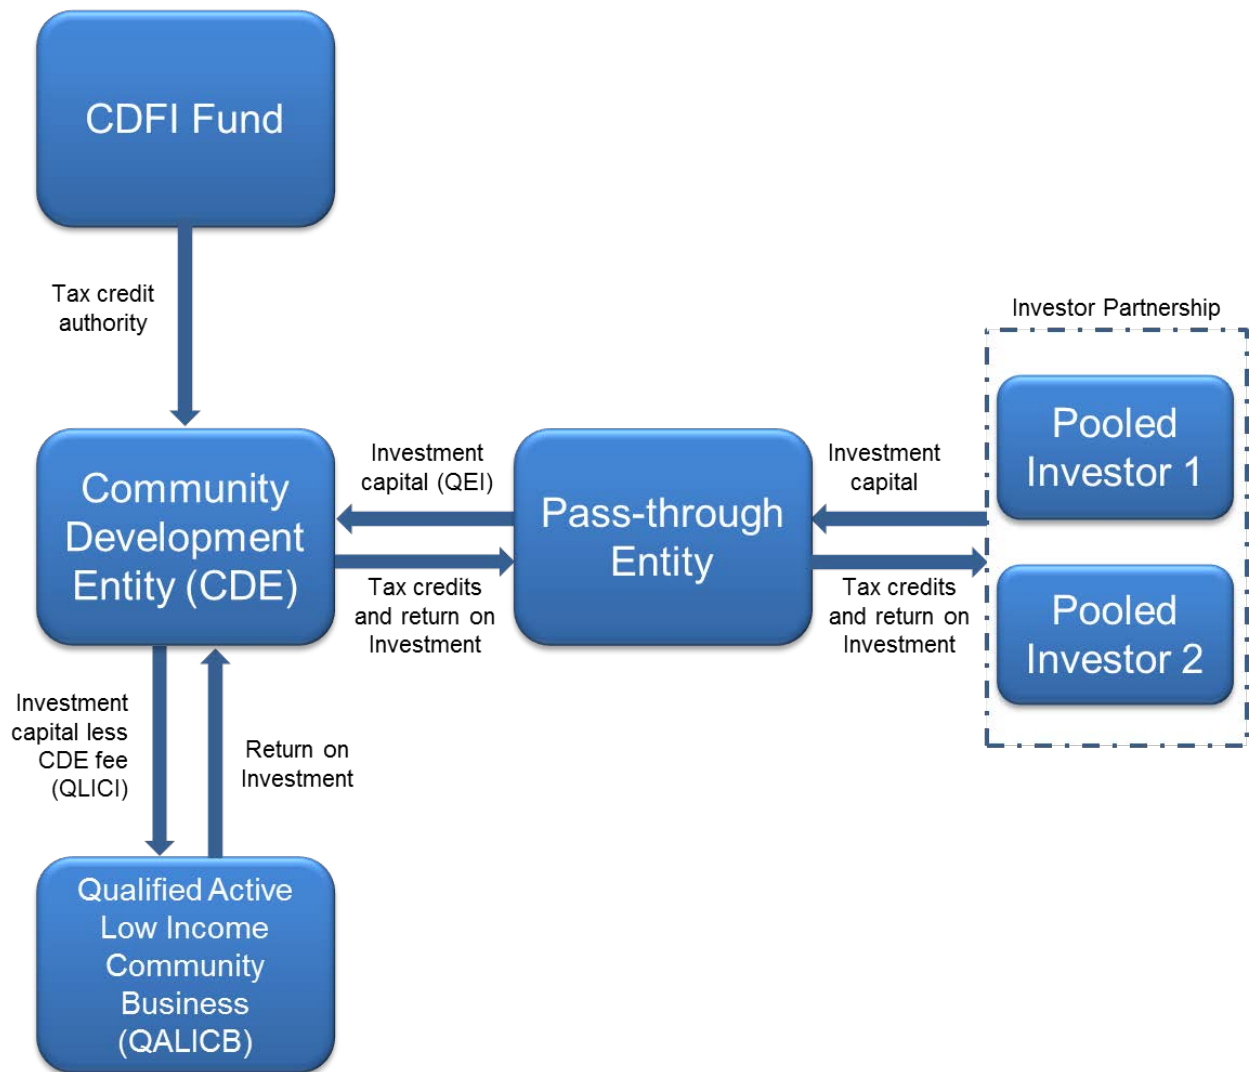 CDFI Fund
Tax credit
authority
Investor Partnership
Community
Development
Entity (CDE)
Investment
capital (QEI)
Tax credits
and return on
Investment
Pass-through
Entity
Investment
capital
Tax credits
and return on
Investment
Pooled
Investor 1
Pooled
Investor 2
Investment
capital less
CDE fee
(QLICI)
Return on
Investment
Qualified Active
Low Income
Community
Business
(QALICB)